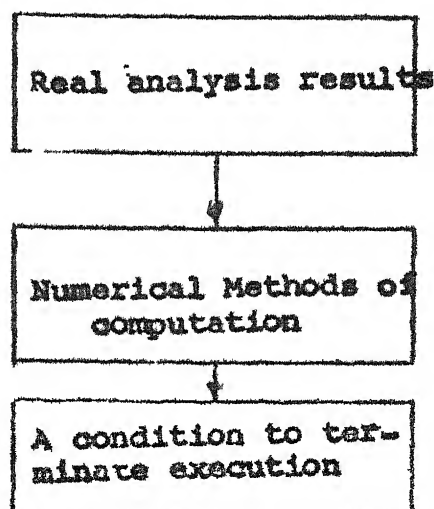 Real analysis results
Numerical Methods of
computation
A condition to ter-
minate execution